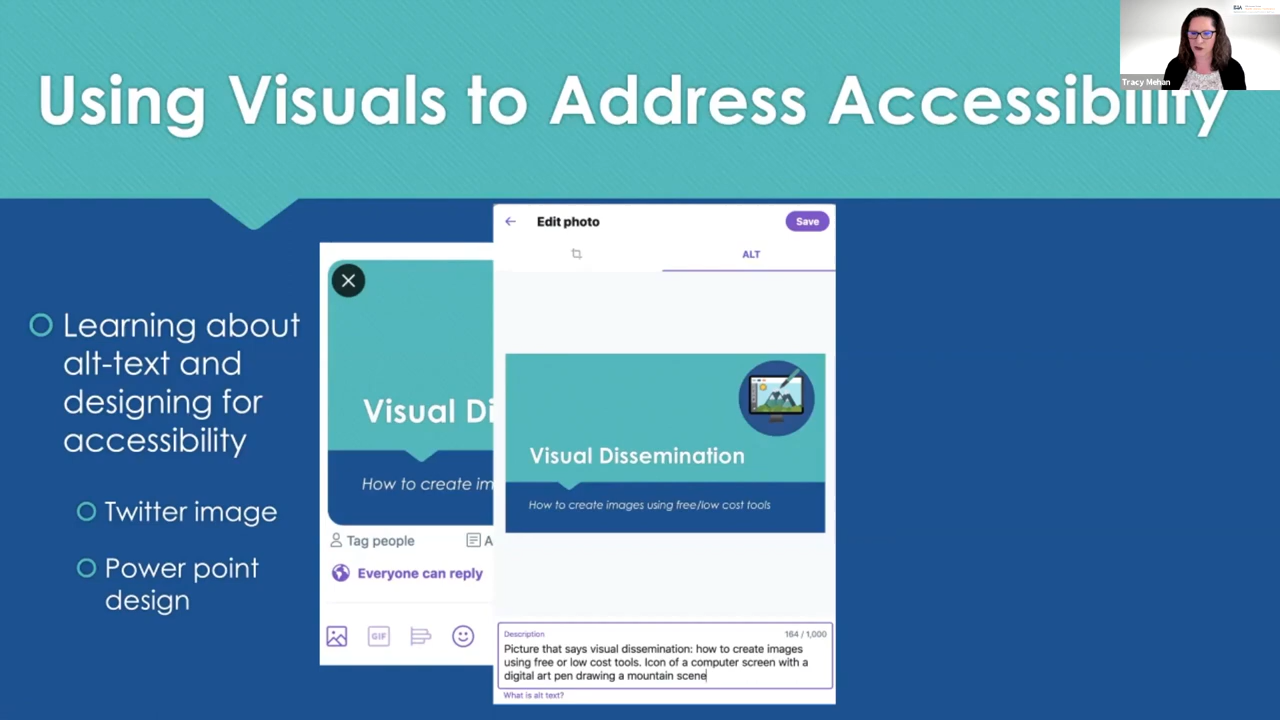 Using Visuals to Address Accessibility
Tracy Mehan
Learning about
alt-text and
designing for
accessibility
Twitter image
Power point
design
Visual Di
How to create im
Tag people
A
Everyone can reply
GIF
Edit photo
Save
ALT
Visual Dissemination
How to create images using free/low cost tools
Description
164 / 1,000
Picture that says visual dissemination: how to create images
using free or low cost tools. Icon of a computer screen with a
digital art pen drawing a mountain scene
What is alt text?